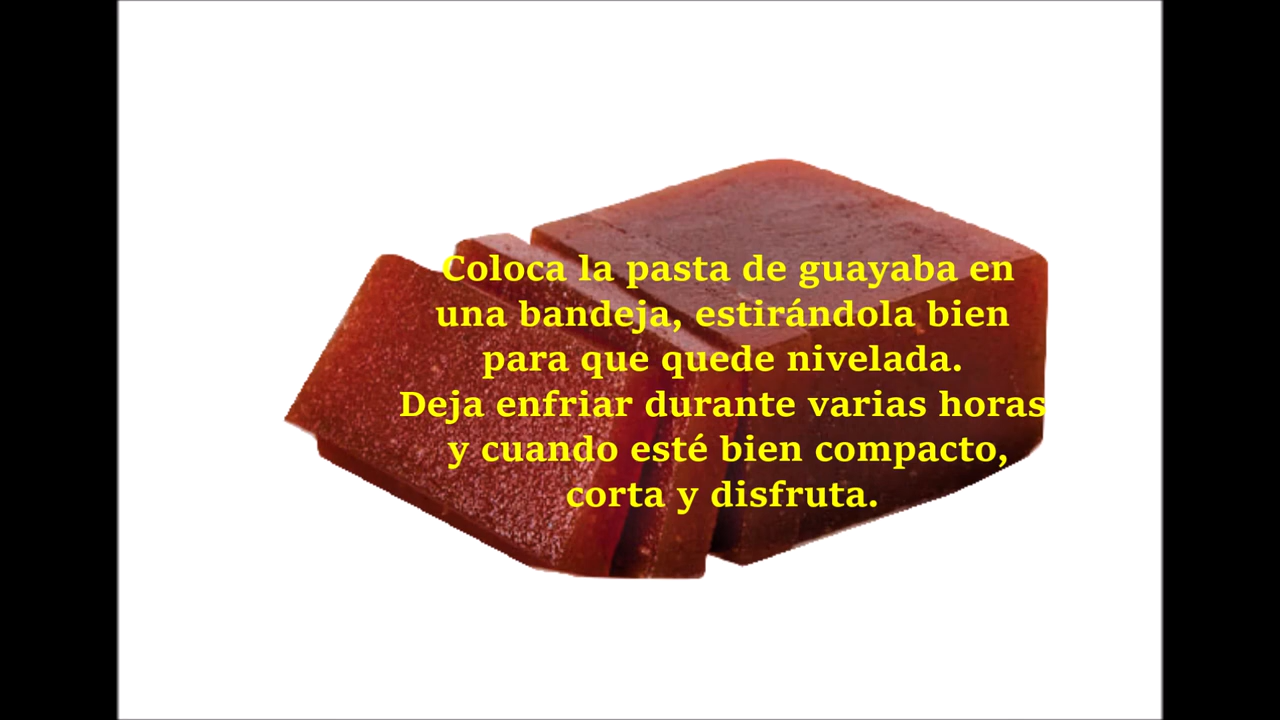 Coloca la pasta de guayaba en
una bandeja, estirándola bien
para que quede nivelada.
Deja enfriar durante varias horas
y cuando esté bien compacto,
corta y disfruta.